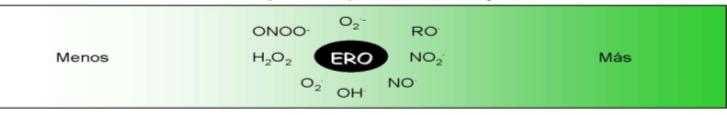 O₂˙⁻
ONOO⁻ RO˙
Menos H₂O₂ ERO NO₂˙ Más
O₂˙ OH˙ NO˙